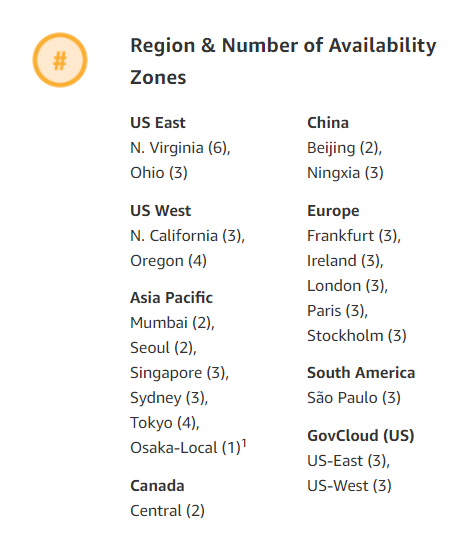 #
Region & Number of Availability
Zones
US East
N. Virginia (6),
Ohio (3)
US West
N. California (3),
Oregon (4)
Asia Pacific
Mumbai (2),
Seoul (2),
Singapore (3),
Sydney (3),
Tokyo (4),
Osaka-Local (1)¹
Canada
Central (2)
China
Beijing (2),
Ningxia (3)
Europe
Frankfurt (3),
Ireland (3),
London (3),
Paris (3),
Stockholm (3)
South America
São Paulo (3)
GovCloud (US)
US-East (3),
US-West (3)